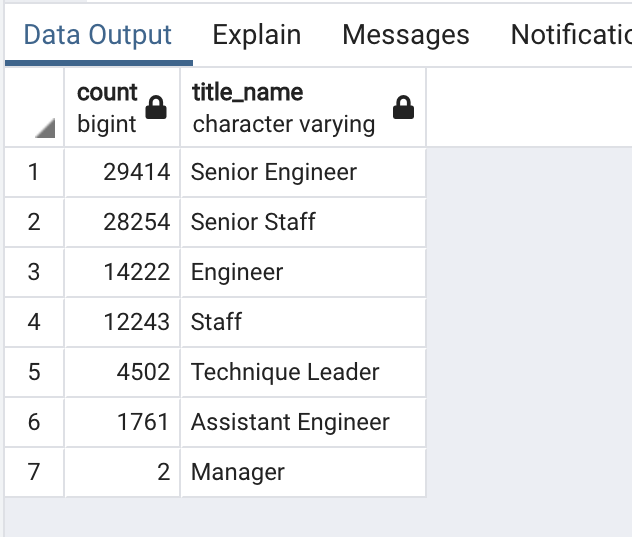 Data Output Explain Messages
count title_name
bigint character varying
1 29414 Senior Engineer
2 28254 Senior Staff
3 14222 Engineer
4 12243 Staff
5 4502 Technique Leader
6 1761 Assistant Engineer
7 2 Manager